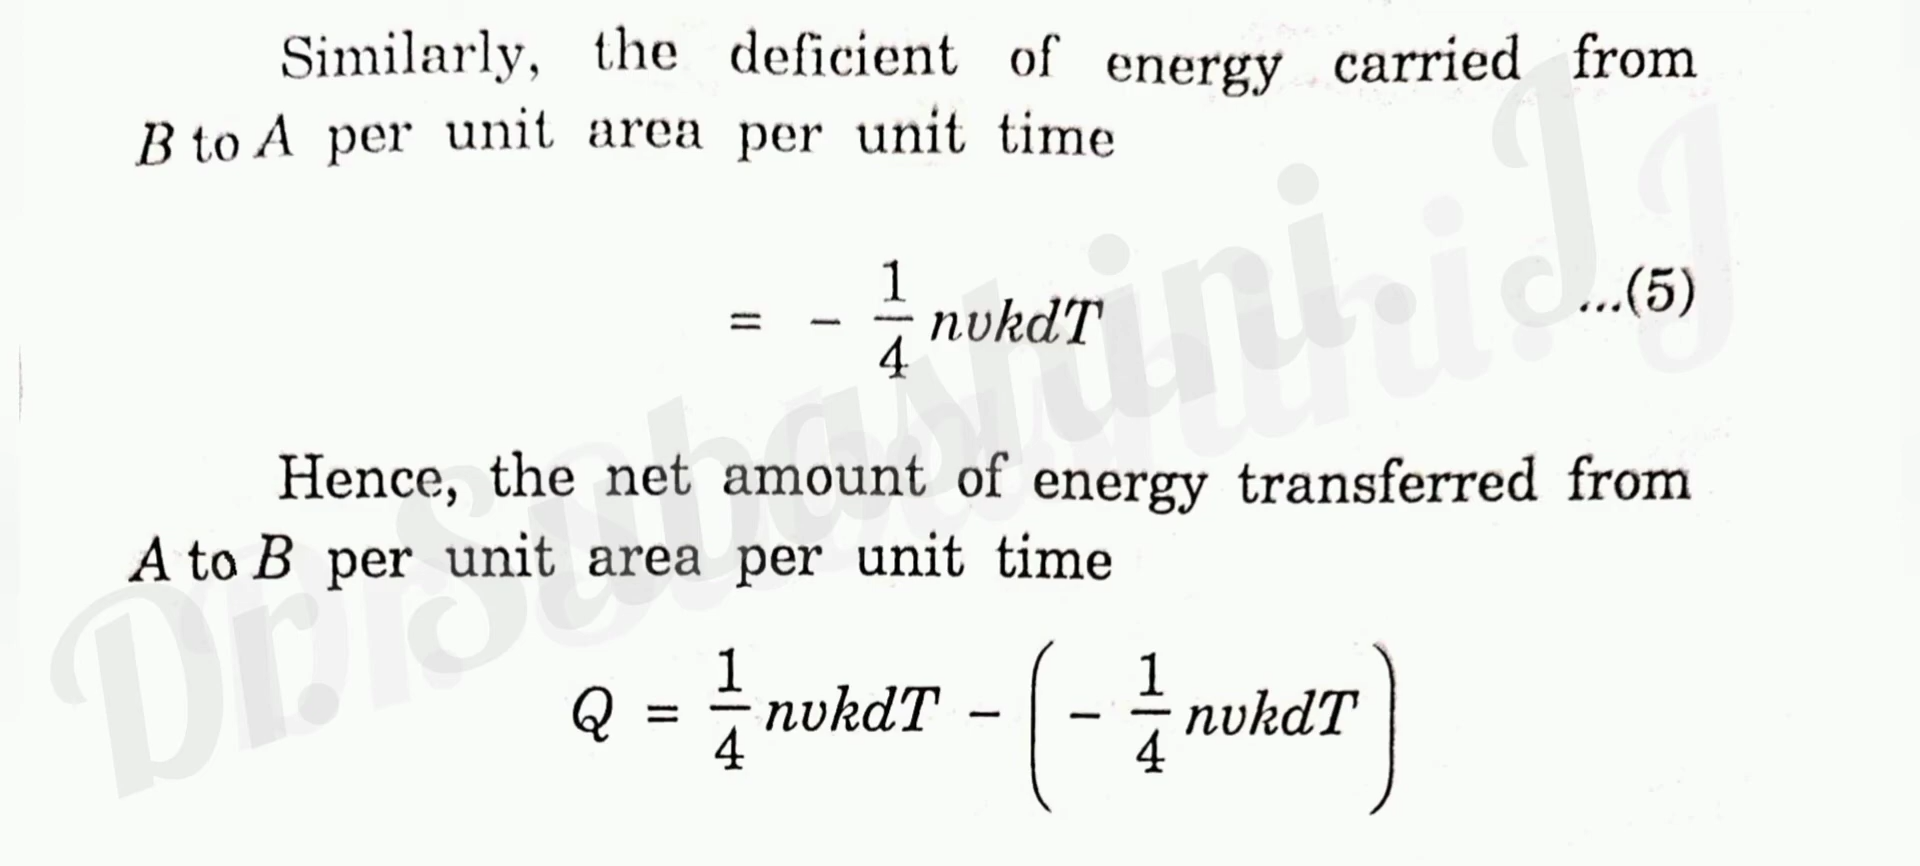 Similarly, the deficient of energy carried from
B to A per unit area per unit time
= - 1/4 nvkdT ...(5)
Hence, the net amount of energy transferred from
A to B per unit area per unit time
Q = 1/4 nvkdT - ( - 1/4 nvkdT )
Dr. Subashini. J